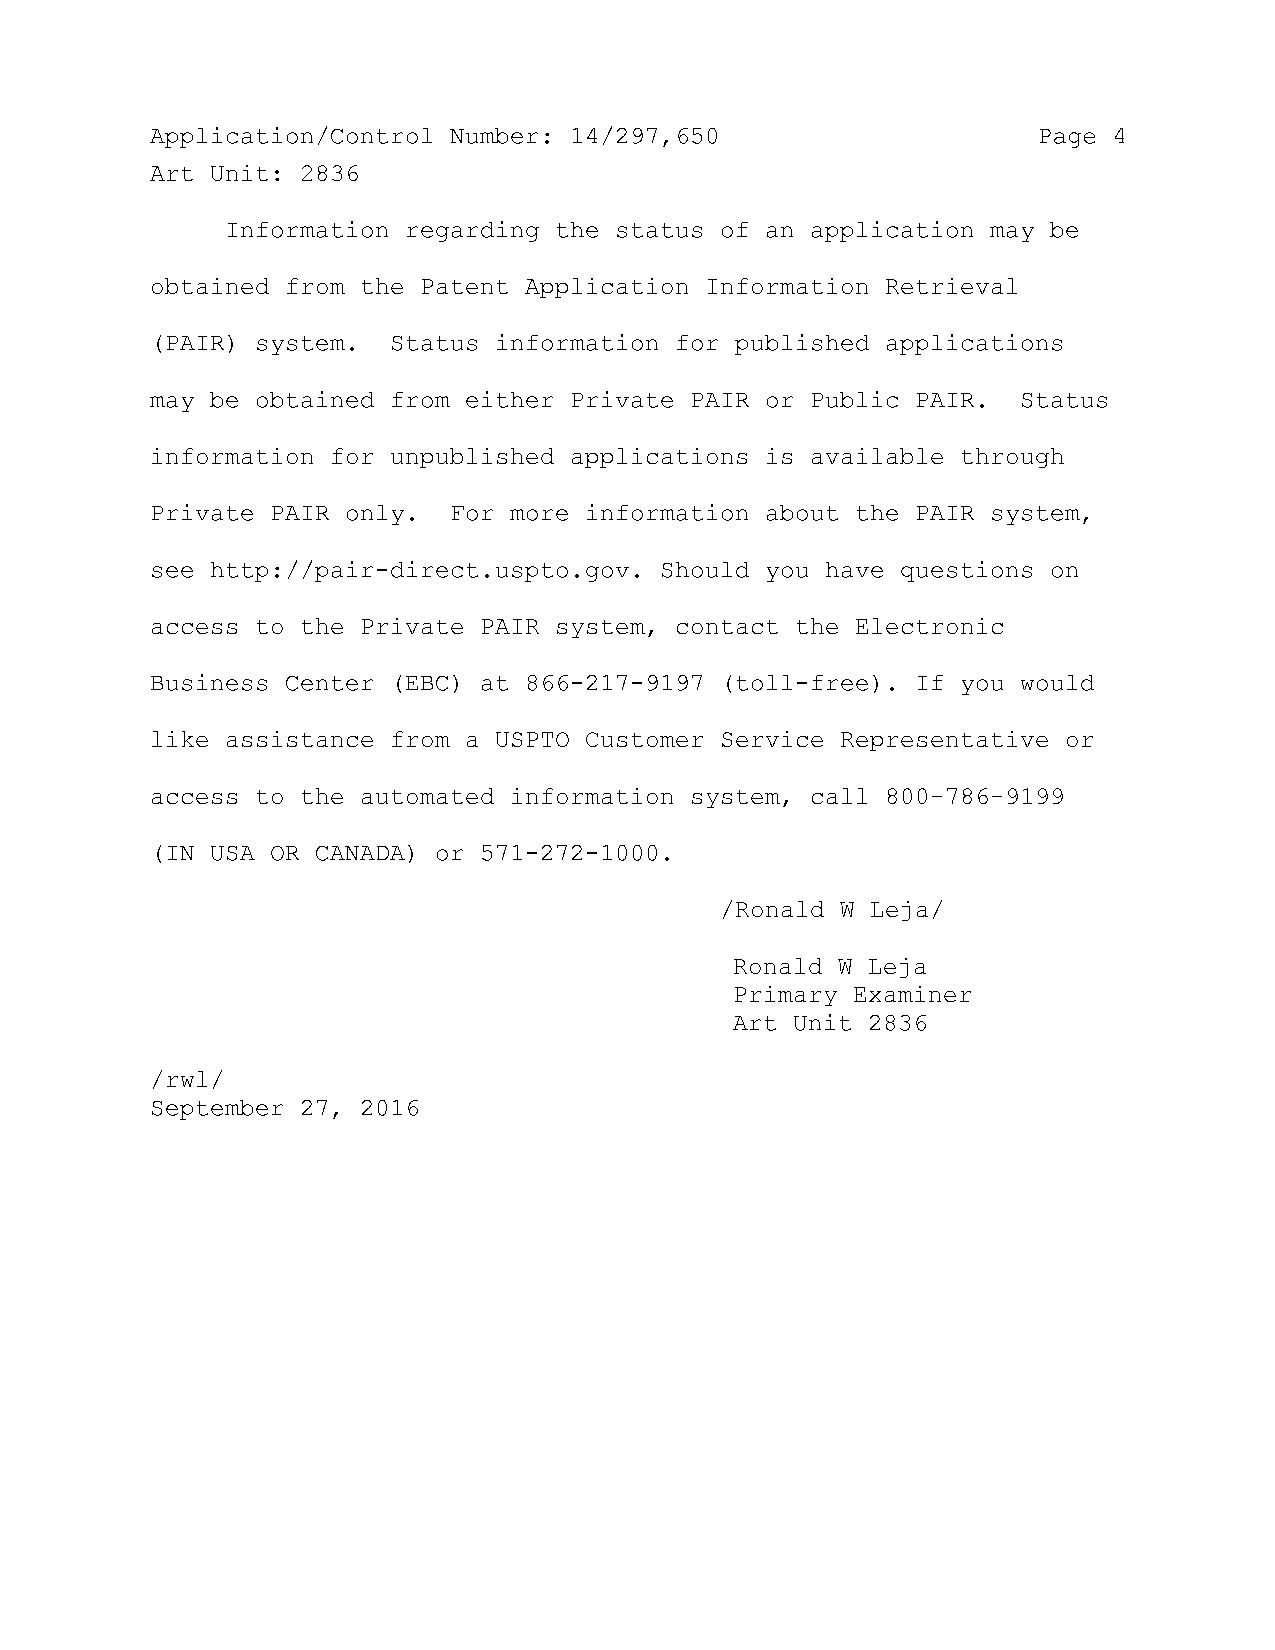 Application/Control Number: 14/297,650 Page 4
Art Unit: 2836
Information regarding the status of an application may be
obtained from the Patent Application Information Retrieval
(PAIR) system.  Status information for published applications
may be obtained from either Private PAIR or Public PAIR.  Status
information for unpublished applications is available through
Private PAIR only.  For more information about the PAIR system,
see http://pair-direct.uspto.gov. Should you have questions on
access to the Private PAIR system, contact the Electronic
Business Center (EBC) at 866-217-9197 (toll-free). If you would
like assistance from a USPTO Customer Service Representative or
access to the automated information system, call 800-786-9199
(IN USA OR CANADA) or 571-272-1000.
/Ronald W Leja/
Ronald W Leja
Primary Examiner
Art Unit 2836
/rwl/
September 27, 2016